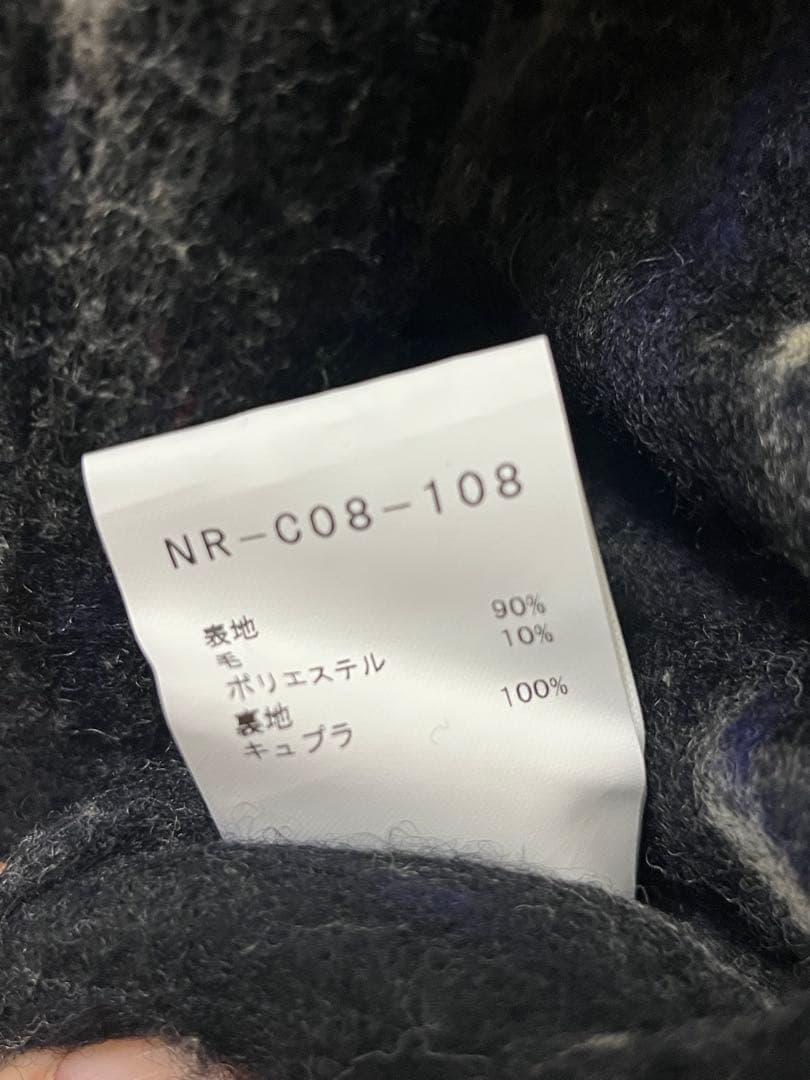 NR-C08-108
表地
毛 90%
ポリエステル 10%
裏地
キュプラ 100%